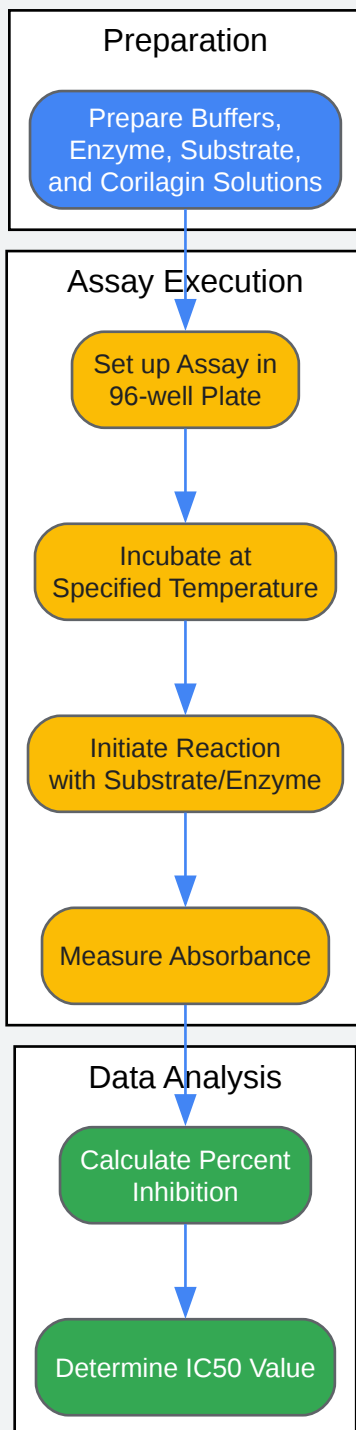 Preparation
Prepare Buffers,
Enzyme, Substrate,
and Corilagin Solutions
Assay Execution
Set up Assay in
96-well Plate
Incubate at
Specified Temperature
Initiate Reaction
with Substrate/Enzyme
Measure Absorbance
Data Analysis
Calculate Percent
Inhibition
Determine IC50 Value